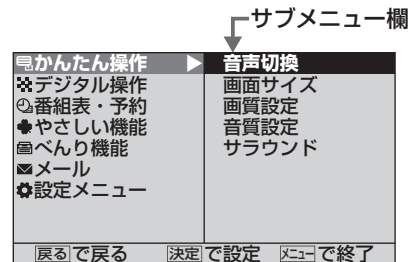 サブメニュー欄
かんたん操作 ▶ 音声切換
デジタル操作 画面サイズ
番組表・予約 画質設定
やさしい機能 音質設定
べんり機能 サラウンド
メール
設定メニュー
戻る で戻る 決定 で設定 メニュー で終了